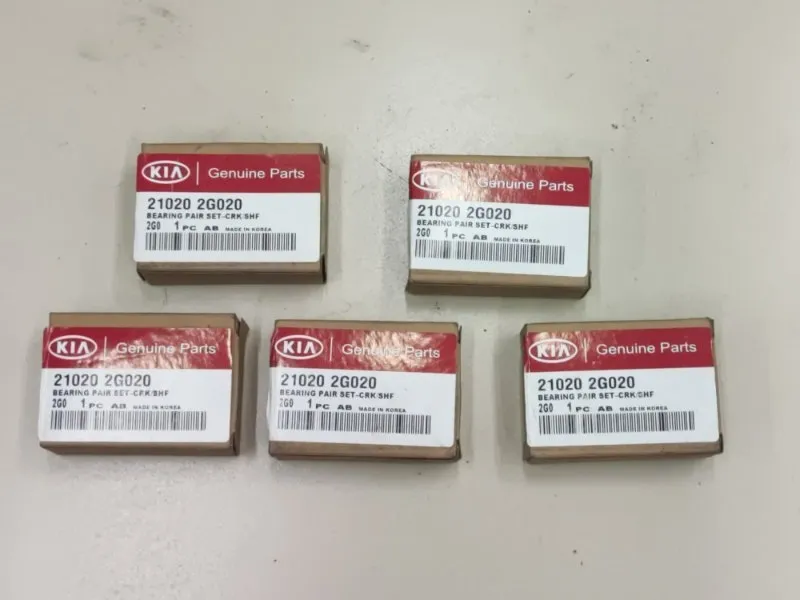 KIA Genuine Parts
21020 2G020
BEARING PAIR SET-CRK/SHF
2G0 1 PC AB MADE IN KOREA
KIA Genuine Parts
21020 2G020
BEARING PAIR SET-CRK/SHF
2G0 1 PC AB MADE IN KOREA
KIA Genuine Parts
21020 2G020
BEARING PAIR SET-CRK/SHF
2G0 1 PC AB MADE IN KOREA
KIA Genuine Parts
21020 2G020
BEARING PAIR SET-CRK/SHF
2G0 1 PC AB MADE IN KOREA
KIA Genuine Parts
21020 2G020
BEARING PAIR SET-CRK/SHF
2G0 1 PC AB MADE IN KOREA